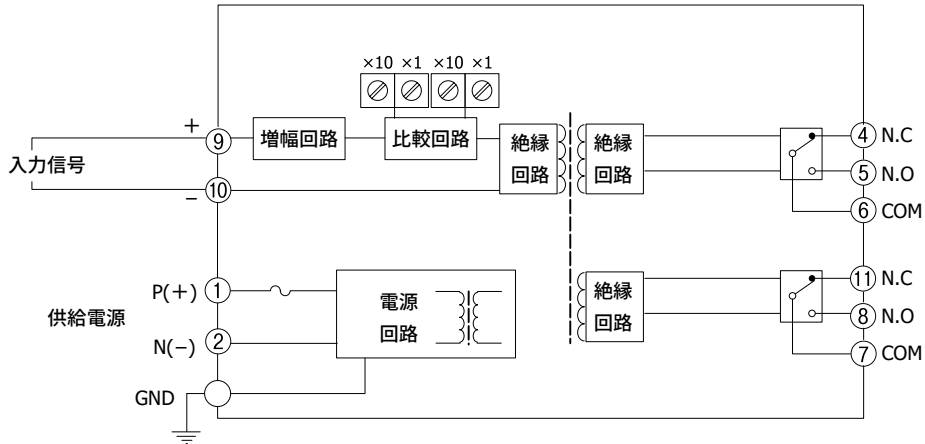 ×10 ×1 ×10 ×1
+
9
増幅回路
比較回路
絶縁
回路
絶縁
回路
4 N.C
入力信号
5 N.O
10
−
6 COM
P(+) 1
電源
回路
絶縁
回路
11 N.C
供給電源
8 N.O
N(−) 2
7 COM
GND